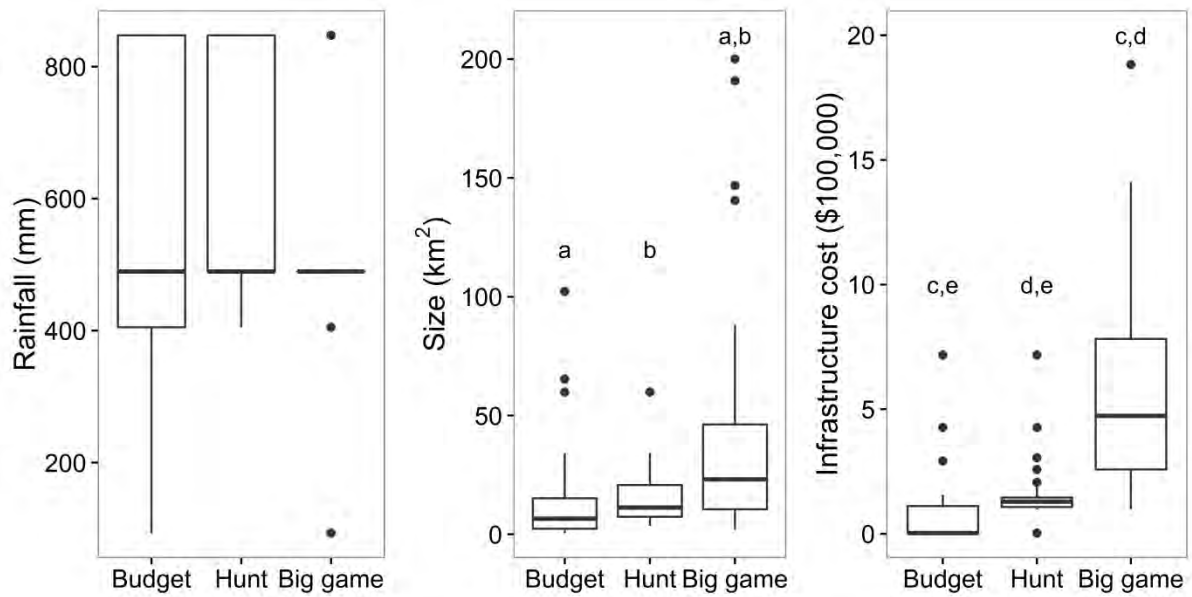 Rainfall (mm)
800
600
400
200
Budget Hunt Big game
Size (km²)
200
150
100
50
0
a
b
a,b
Budget Hunt Big game
Infrastructure cost ($100,000)
20
15
10
5
0
c,e
d,e
c,d
Budget Hunt Big game